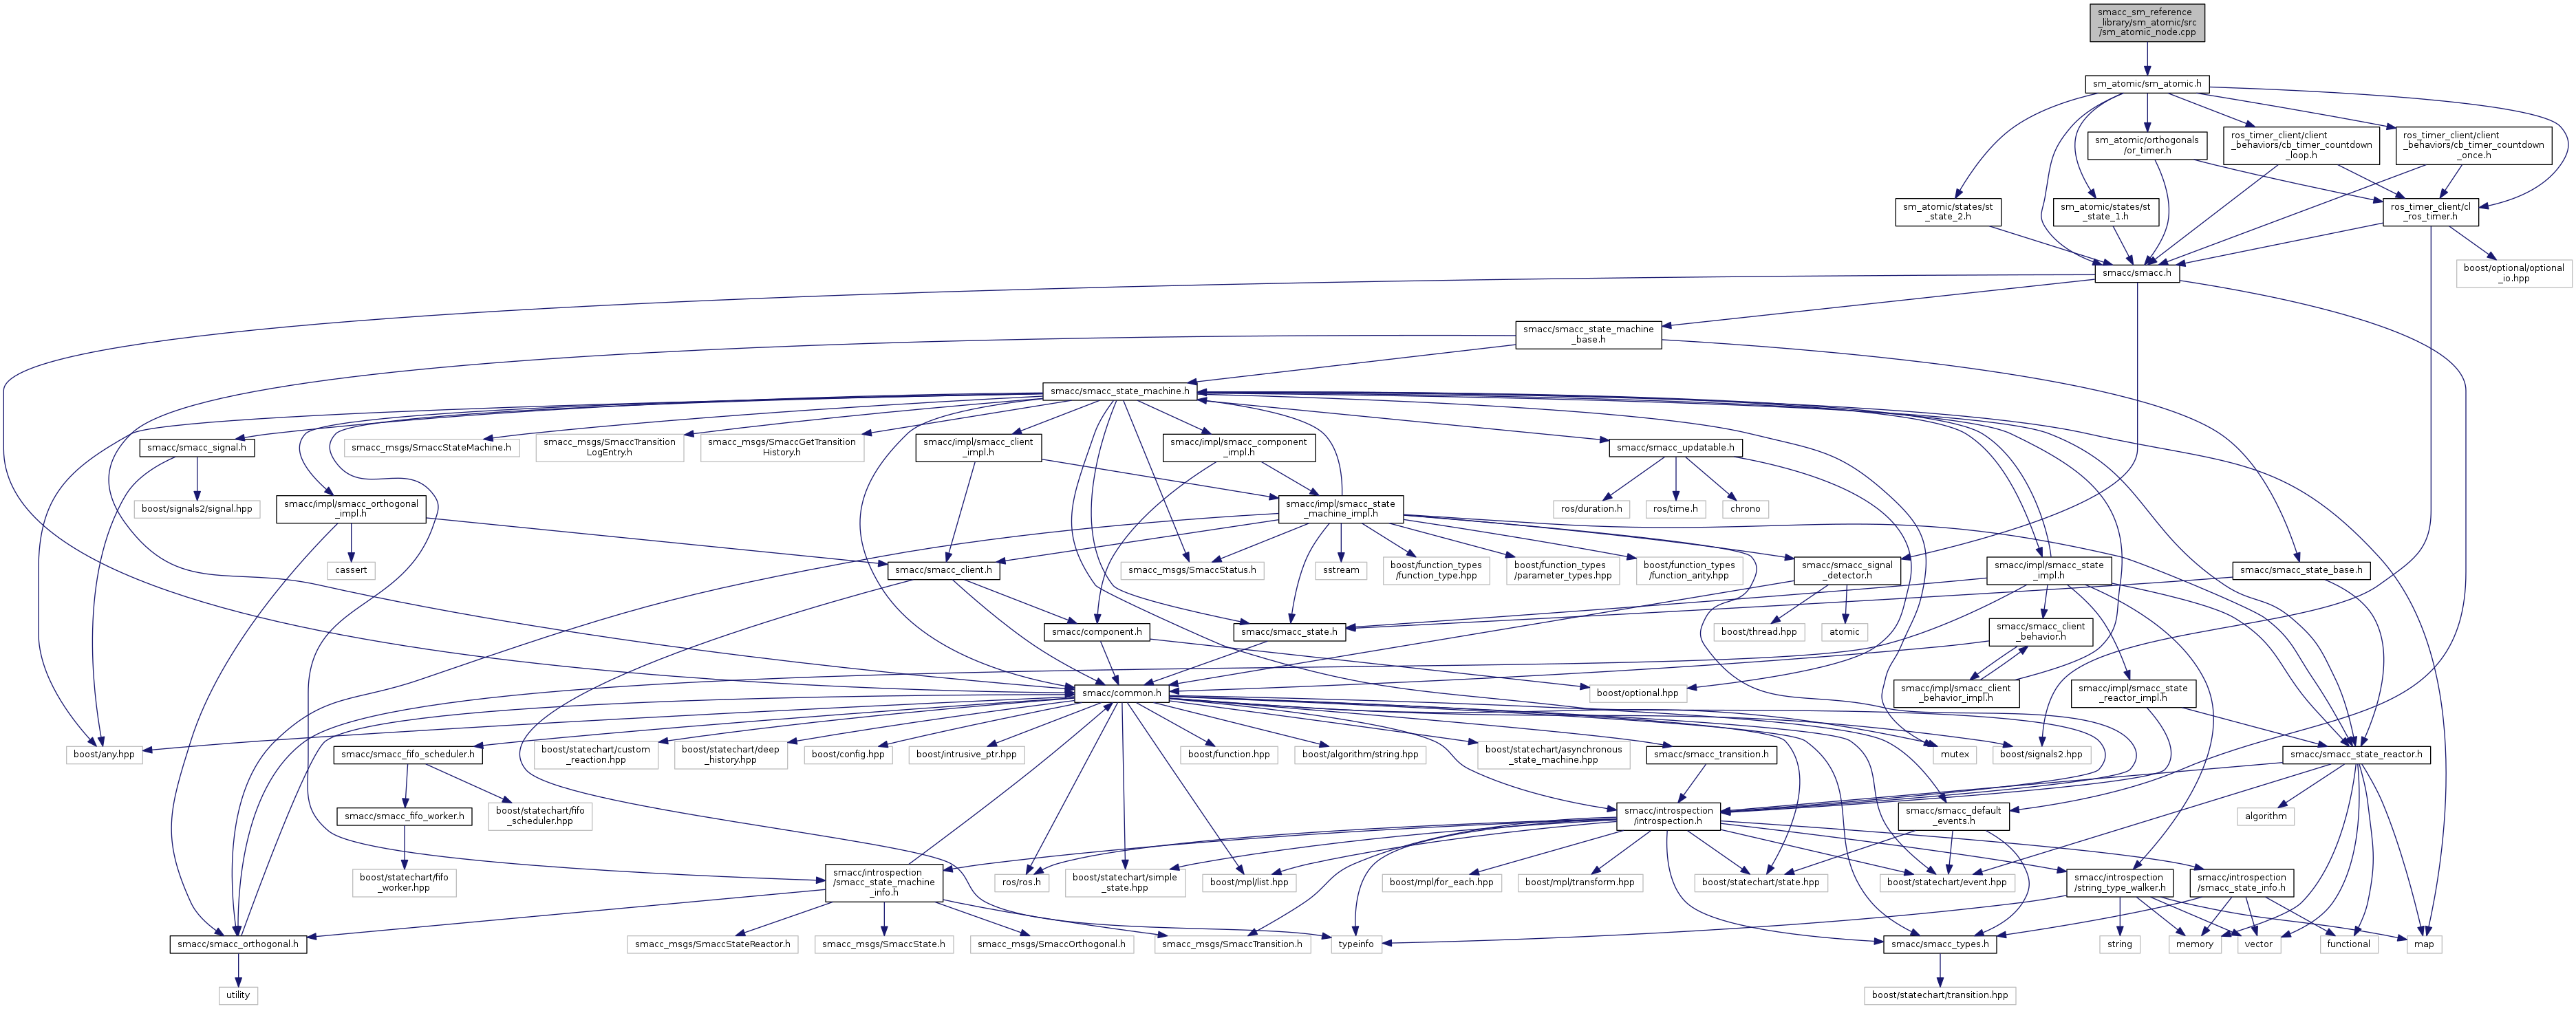 smacc_sm_reference
_library/sm_atomic/src
/sm_atomic_node.cpp
sm_atomic/sm_atomic.h
sm_atomic/orthogonals
/or_timer.h
ros_timer_client/client
_behaviors/cb_timer_countdown
_loop.h
ros_timer_client/client
_behaviors/cb_timer_countdown
_once.h
sm_atomic/states/st
_state_2.h
sm_atomic/states/st
_state_1.h
ros_timer_client/cl
_ros_timer.h
smacc/smacc.h
boost/optional/optional
_io.hpp
smacc/smacc_state_machine
_base.h
smacc/smacc_state_machine.h
smacc/smacc_signal.h
smacc_msgs/SmaccStateMachine.h
smacc_msgs/SmaccTransition
LogEntry.h
smacc_msgs/SmaccGetTransition
History.h
smacc/impl/smacc_client
_impl.h
smacc/impl/smacc_component
_impl.h
smacc/smacc_updatable.h
boost/signals2/signal.hpp
smacc/impl/smacc_orthogonal
_impl.h
smacc/impl/smacc_state
_machine_impl.h
ros/duration.h
ros/time.h
chrono
cassert
smacc/smacc_client.h
smacc_msgs/SmaccStatus.h
sstream
boost/function_types
/function_type.hpp
boost/function_types
/parameter_types.hpp
boost/function_types
/function_arity.hpp
smacc/smacc_signal
_detector.h
smacc/impl/smacc_state
_impl.h
smacc/smacc_state_base.h
smacc/component.h
smacc/smacc_state.h
boost/thread.hpp
atomic
smacc/smacc_client
_behavior.h
smacc/common.h
boost/optional.hpp
smacc/impl/smacc_client
_behavior_impl.h
smacc/impl/smacc_state
_reactor_impl.h
boost/any.hpp
smacc/smacc_fifo_scheduler.h
boost/statechart/custom
_reaction.hpp
boost/statechart/deep
_history.hpp
boost/config.hpp
boost/intrusive_ptr.hpp
boost/function.hpp
boost/algorithm/string.hpp
boost/statechart/asynchronous
_state_machine.hpp
smacc/smacc_transition.h
mutex
boost/signals2.hpp
smacc/smacc_state_reactor.h
smacc/smacc_fifo_worker.h
boost/statechart/fifo
_scheduler.hpp
smacc/introspection
/introspection.h
smacc/smacc_default
_events.h
algorithm
boost/statechart/fifo
_worker.hpp
smacc/introspection
/smacc_state_machine
_info.h
ros/ros.h
boost/statechart/simple
_state.hpp
boost/mpl/list.hpp
boost/mpl/for_each.hpp
boost/mpl/transform.hpp
boost/statechart/state.hpp
boost/statechart/event.hpp
smacc/introspection
/string_type_walker.h
smacc/introspection
/smacc_state_info.h
smacc/smacc_orthogonal.h
smacc_msgs/SmaccStateReactor.h
smacc_msgs/SmaccState.h
smacc_msgs/SmaccOrthogonal.h
smacc_msgs/SmaccTransition.h
typeinfo
smacc/smacc_types.h
string
memory
vector
functional
map
utility
boost/statechart/transition.hpp